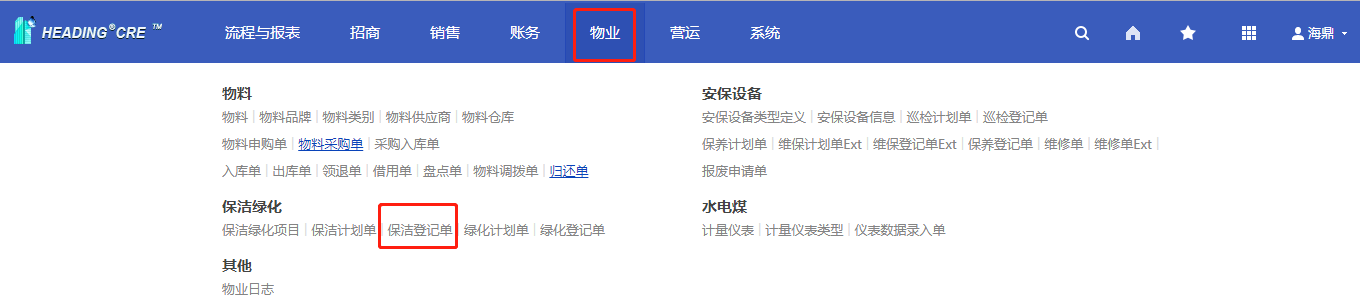 HEADING®CRE ™ 流程与报表 招商 销售 账务 物业 营运 系统 海鼎
物料
物料 | 物料品牌 | 物料类别 | 物料供应商 | 物料仓库
物料申购单 | 物料采购单 | 采购入库单
入库单 | 出库单 | 领退单 | 借用单 | 盘点单 | 物料调拨单 | 归还单
保洁绿化
保洁绿化项目 | 保洁计划单 | 保洁登记单 | 绿化计划单 | 绿化登记单
其他
物业日志
安保设备
安保设备类型定义 | 安保设备信息 | 巡检计划单 | 巡检登记单
保养计划单 | 维保计划单Ext | 维保登记单Ext | 保养登记单 | 维修单 | 维修单Ext |
报废申请单
水电煤
计量仪表 | 计量仪表类型 | 仪表数据录入单